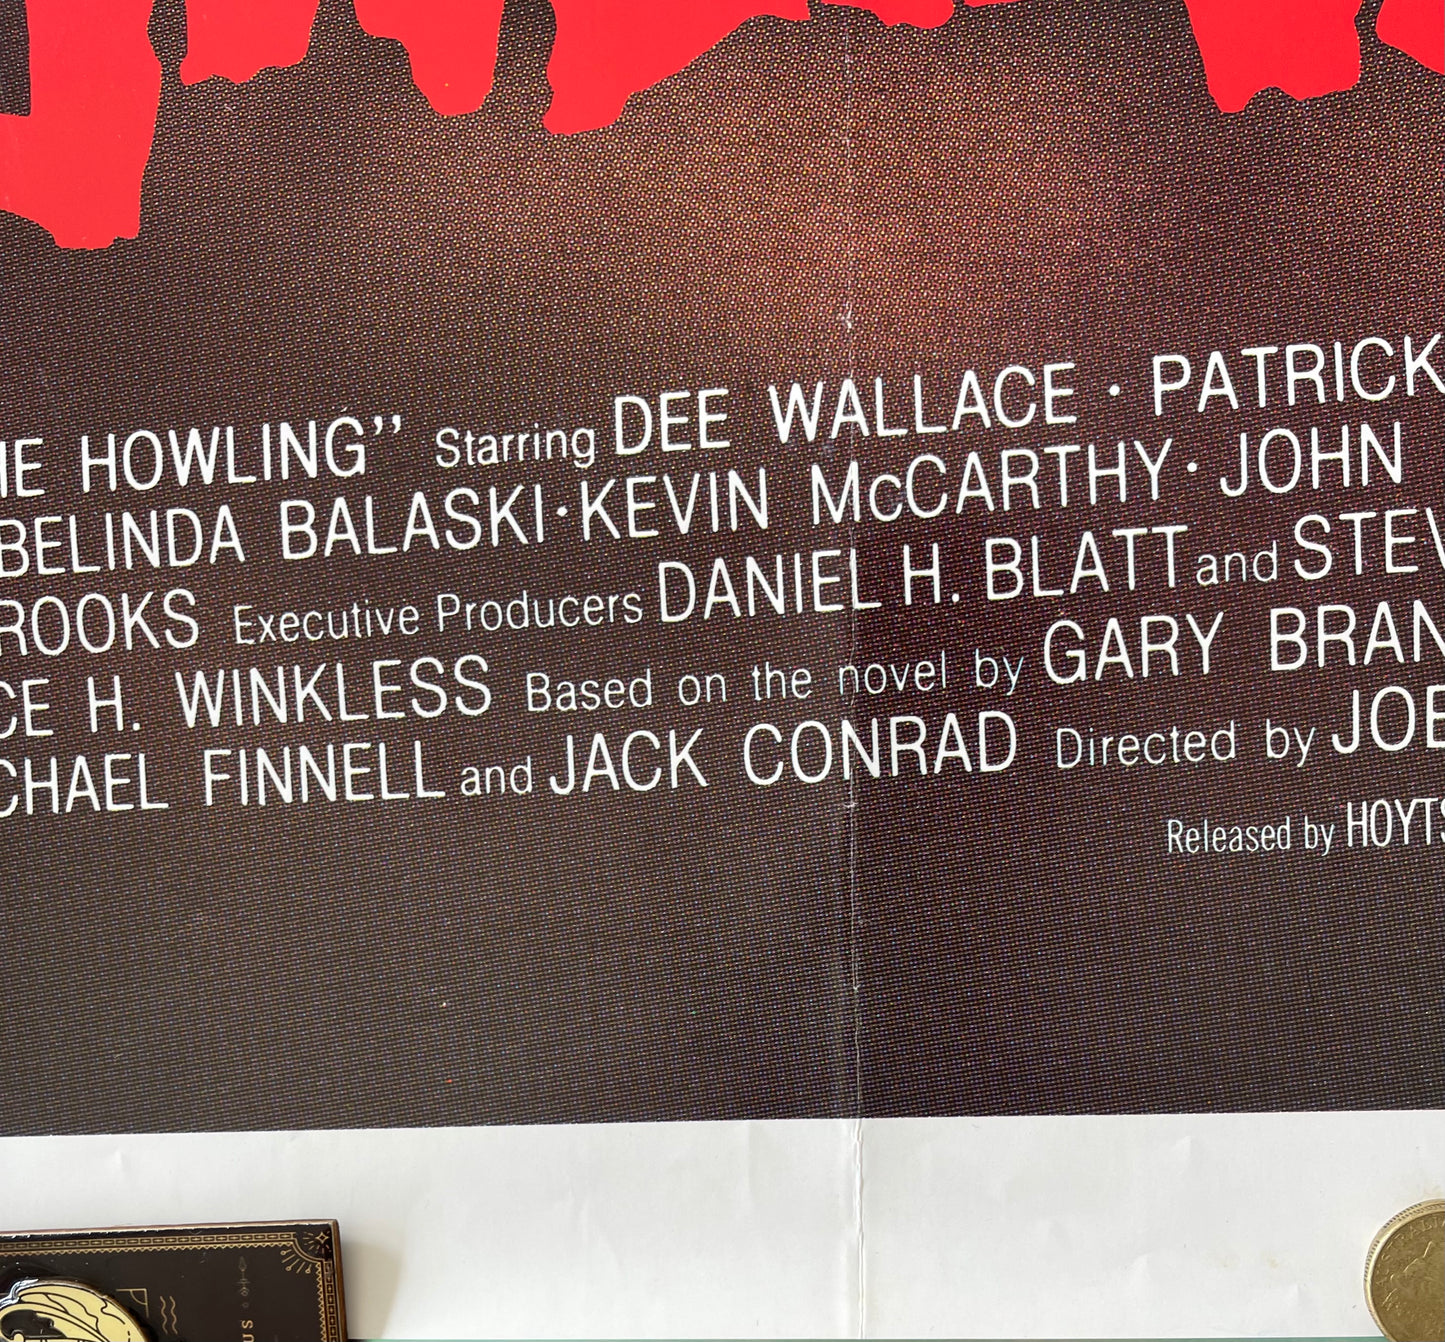 HE HOWLING" Starring DEE WALLACE · PATRICK
BELINDA BALASKI · KEVIN McCARTHY · JOHN
ROOKS Executive Producers DANIEL H. BLATT and STEV
CE H. WINKLESS Based on the novel by GARY BRAN
CHAEL FINNELL and JACK CONRAD Directed by JOE
Released by HOYTS
US